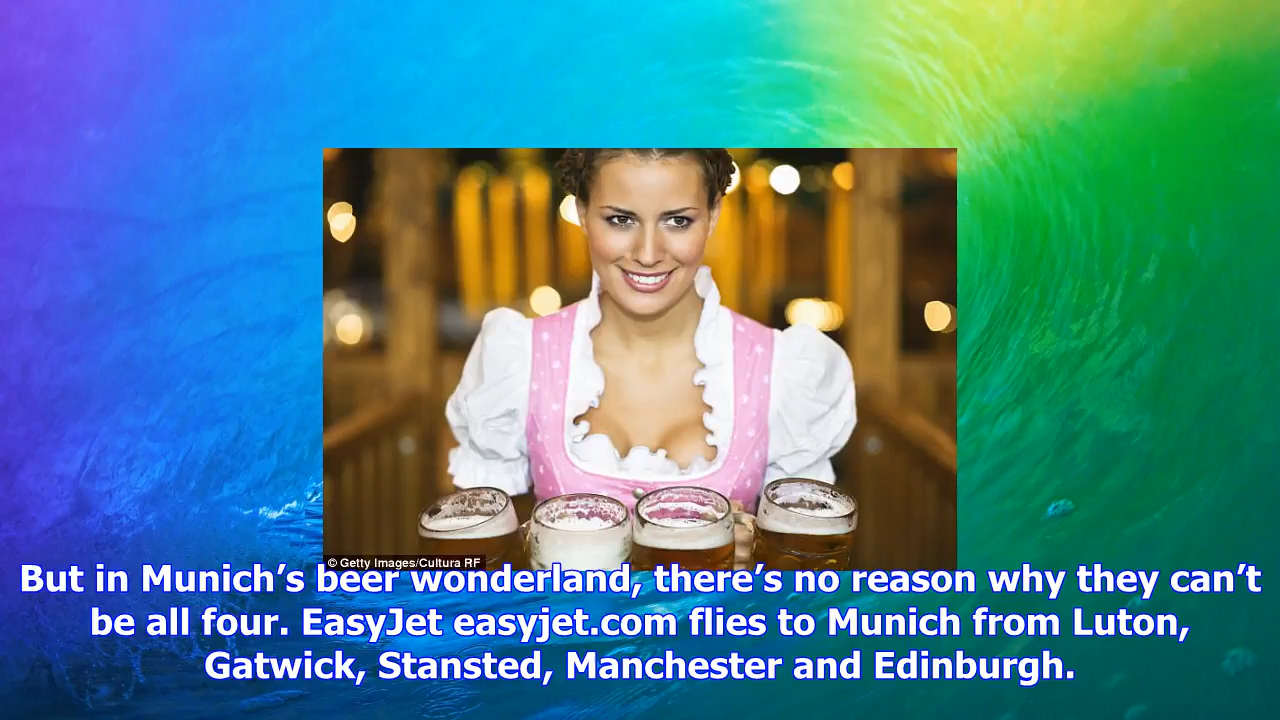 © Getty Images/Cultura RF
But in Munich’s beer wonderland, there’s no reason why they can’t
be all four. EasyJet easyjet.com flies to Munich from Luton,
Gatwick, Stansted, Manchester and Edinburgh.